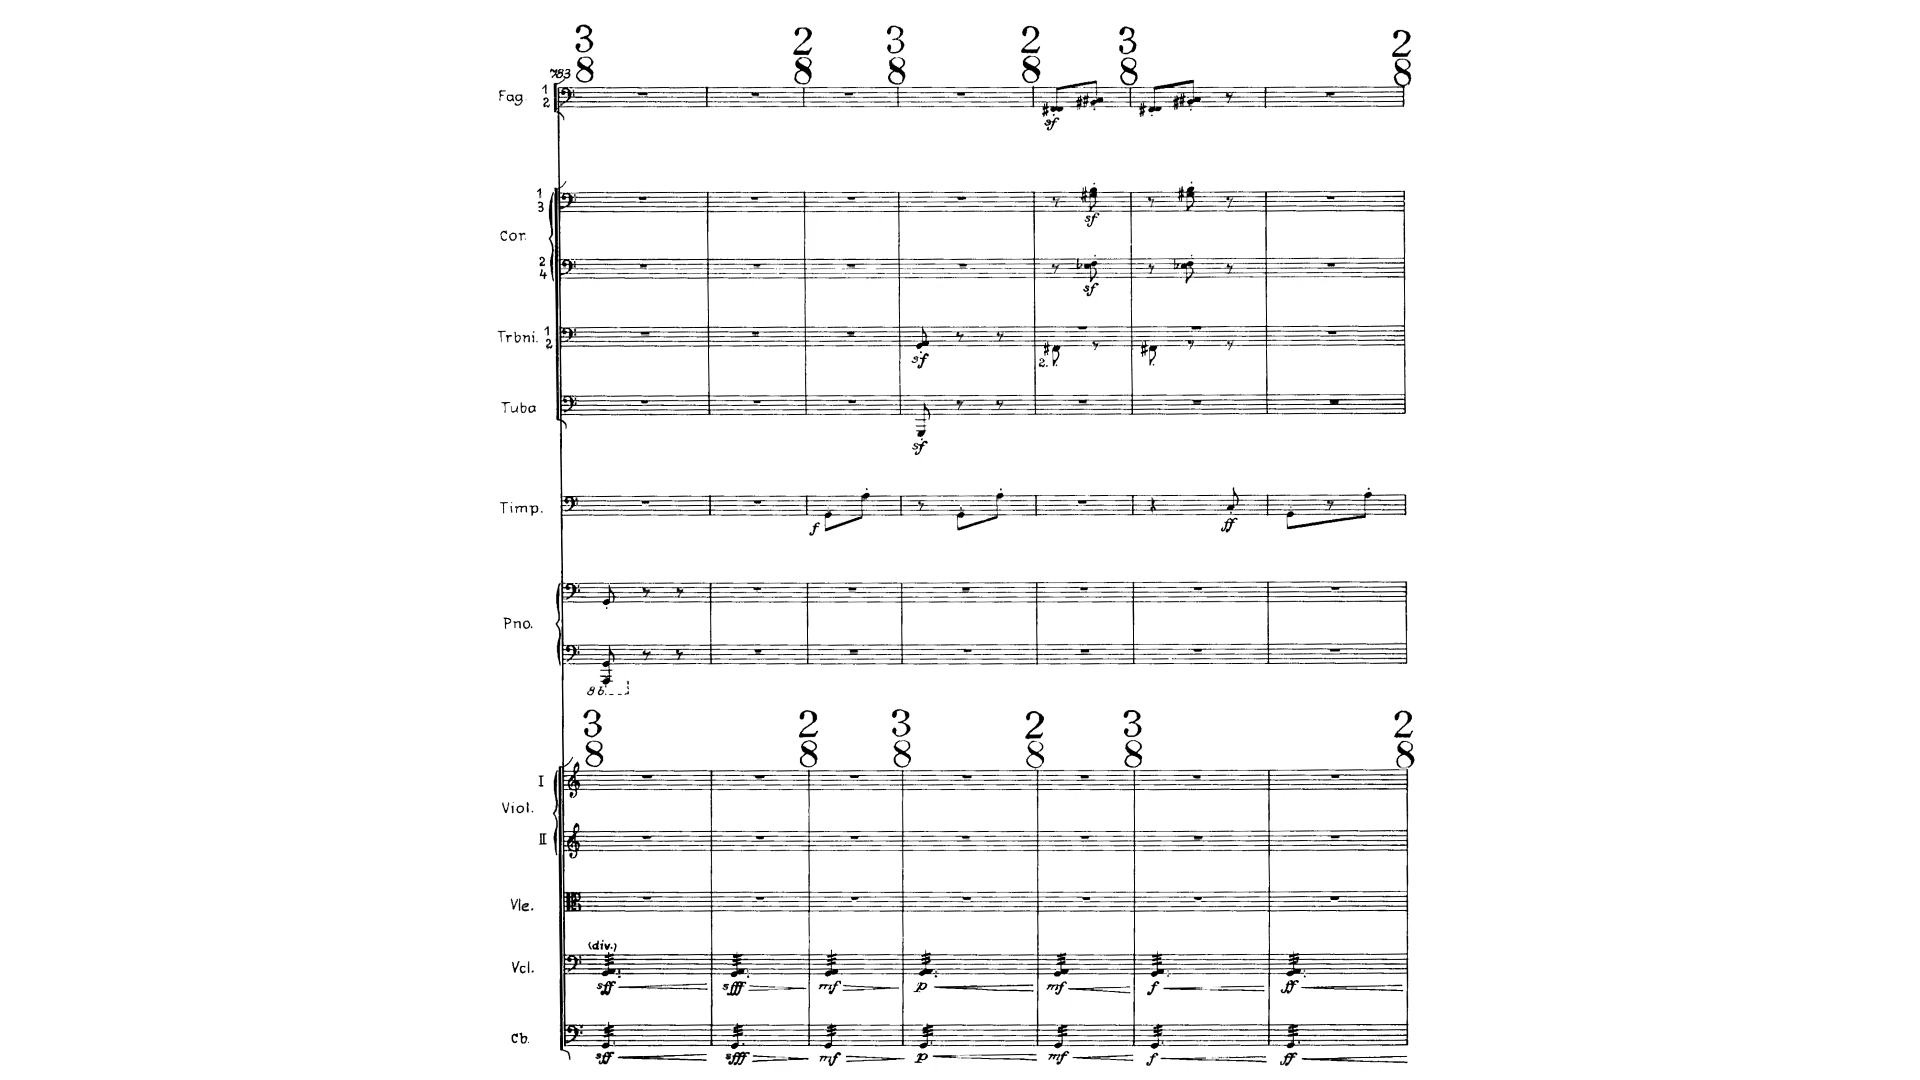 3 2 3 2 3 2
8 8 8 8 8 8
783
Fag. 1
2
sf
1
3
sf
Cor.
2
4
sf
Trbni. 1
2
sf 2.
Tuba
sf
Timp.
f ff
Pno.
8b
3 2 3 2 3 2
8 8 8 8 8 8
I
Viol.
II
Vle.
(div.)
Vcl.
sff sfff mf p mf f ff
Cb.
sff sfff mf p mf f ff